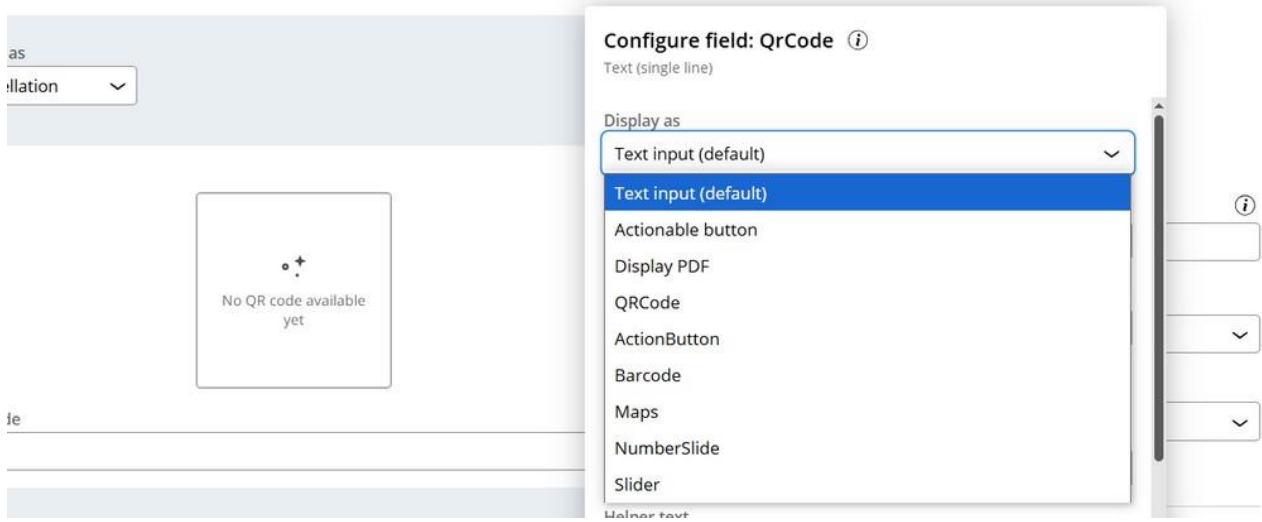 as
ellation
No QR code available
yet
de
Configure field: QrCode
Text (single line)
Display as
Text input (default)
Text input (default)
Actionable button
Display PDF
QRCode
ActionButton
Barcode
Maps
NumberSlide
Slider
Helper text